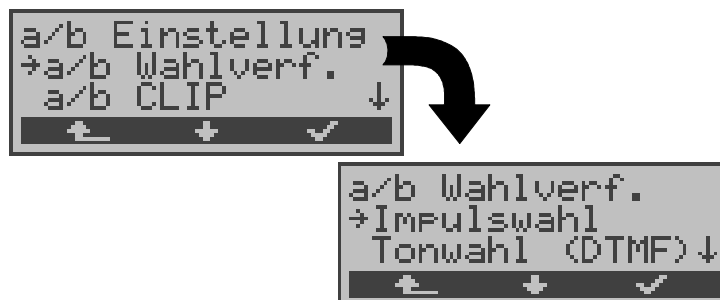 a/b Einstellung
→a/b Wahlverf.
a/b CLIP ↓
a/b Wahlverf.
→Impulswahl
Tonwahl (DTMF)↓